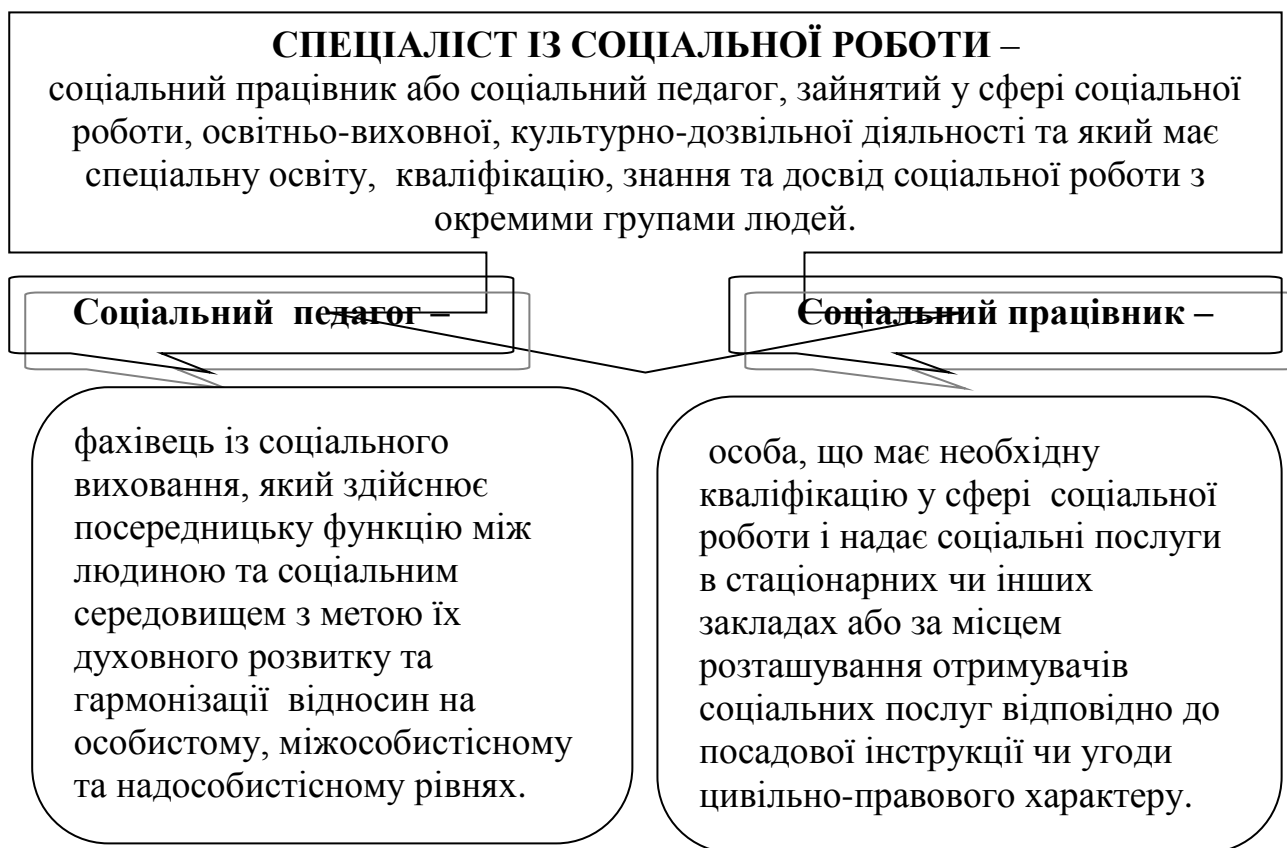 СПЕЦІАЛІСТ ІЗ СОЦІАЛЬНОЇ РОБОТИ –
соціальний працівник або соціальний педагог, зайнятий у сфері соціальної
роботи, освітньо-виховної, культурно-дозвільної діяльності та який має
спеціальну освіту, кваліфікацію, знання та досвід соціальної роботи з
окремими групами людей.
Соціальний педагог –
фахівець із соціального
виховання, який здійснює
посередницьку функцію між
людиною та соціальним
середовищем з метою їх
духовного розвитку та
гармонізації відносин на
особистому, міжособистісному
та надособистісному рівнях.
Соціальний працівник –
особа, що має необхідну
кваліфікацію у сфері соціальної
роботи і надає соціальні послуги
в стаціонарних чи інших
закладах або за місцем
розташування отримувачів
соціальних послуг відповідно до
посадової інструкції чи угоди
цивільно-правового характеру.